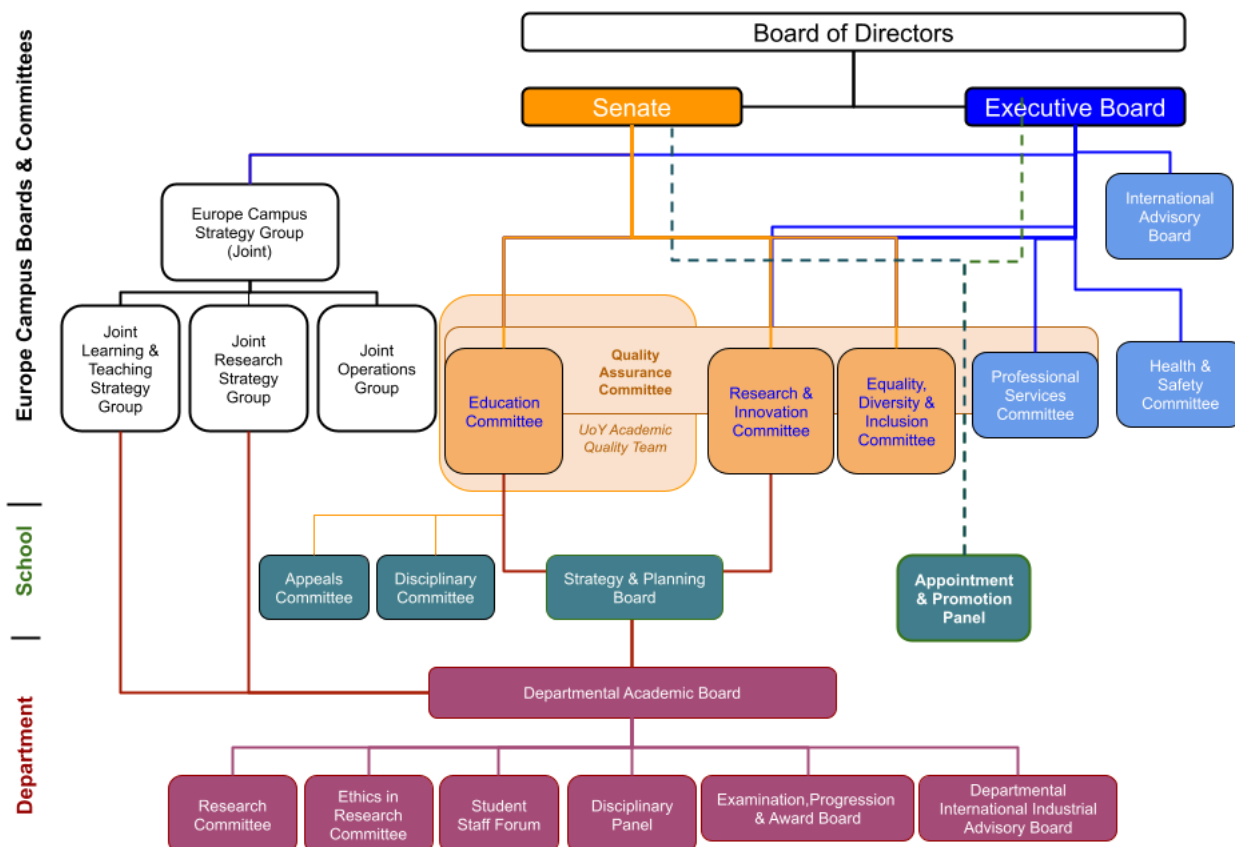 Board of Directors
Senate
Executive Board
Europe Campus Boards & Committees
Europe Campus
Strategy Group
(Joint)
International
Advisory
Board
Joint
Learning &
Teaching
Strategy
Group
Joint
Research
Strategy
Group
Joint
Operations
Group
Education
Committee
Quality
Assurance
Committee
UoY Academic
Quality Team
Research &
Innovation
Committee
Equality,
Diversity &
Inclusion
Committee
Professional
Services
Committee
Health &
Safety
Committee
School
Appeals
Committee
Disciplinary
Committee
Strategy & Planning
Board
Appointment
& Promotion
Panel
Department
Departmental Academic Board
Research
Committee
Ethics in
Research
Committee
Student
Staff Forum
Disciplinary
Panel
Examination,Progression
& Award Board
Departmental
International Industrial
Advisory Board